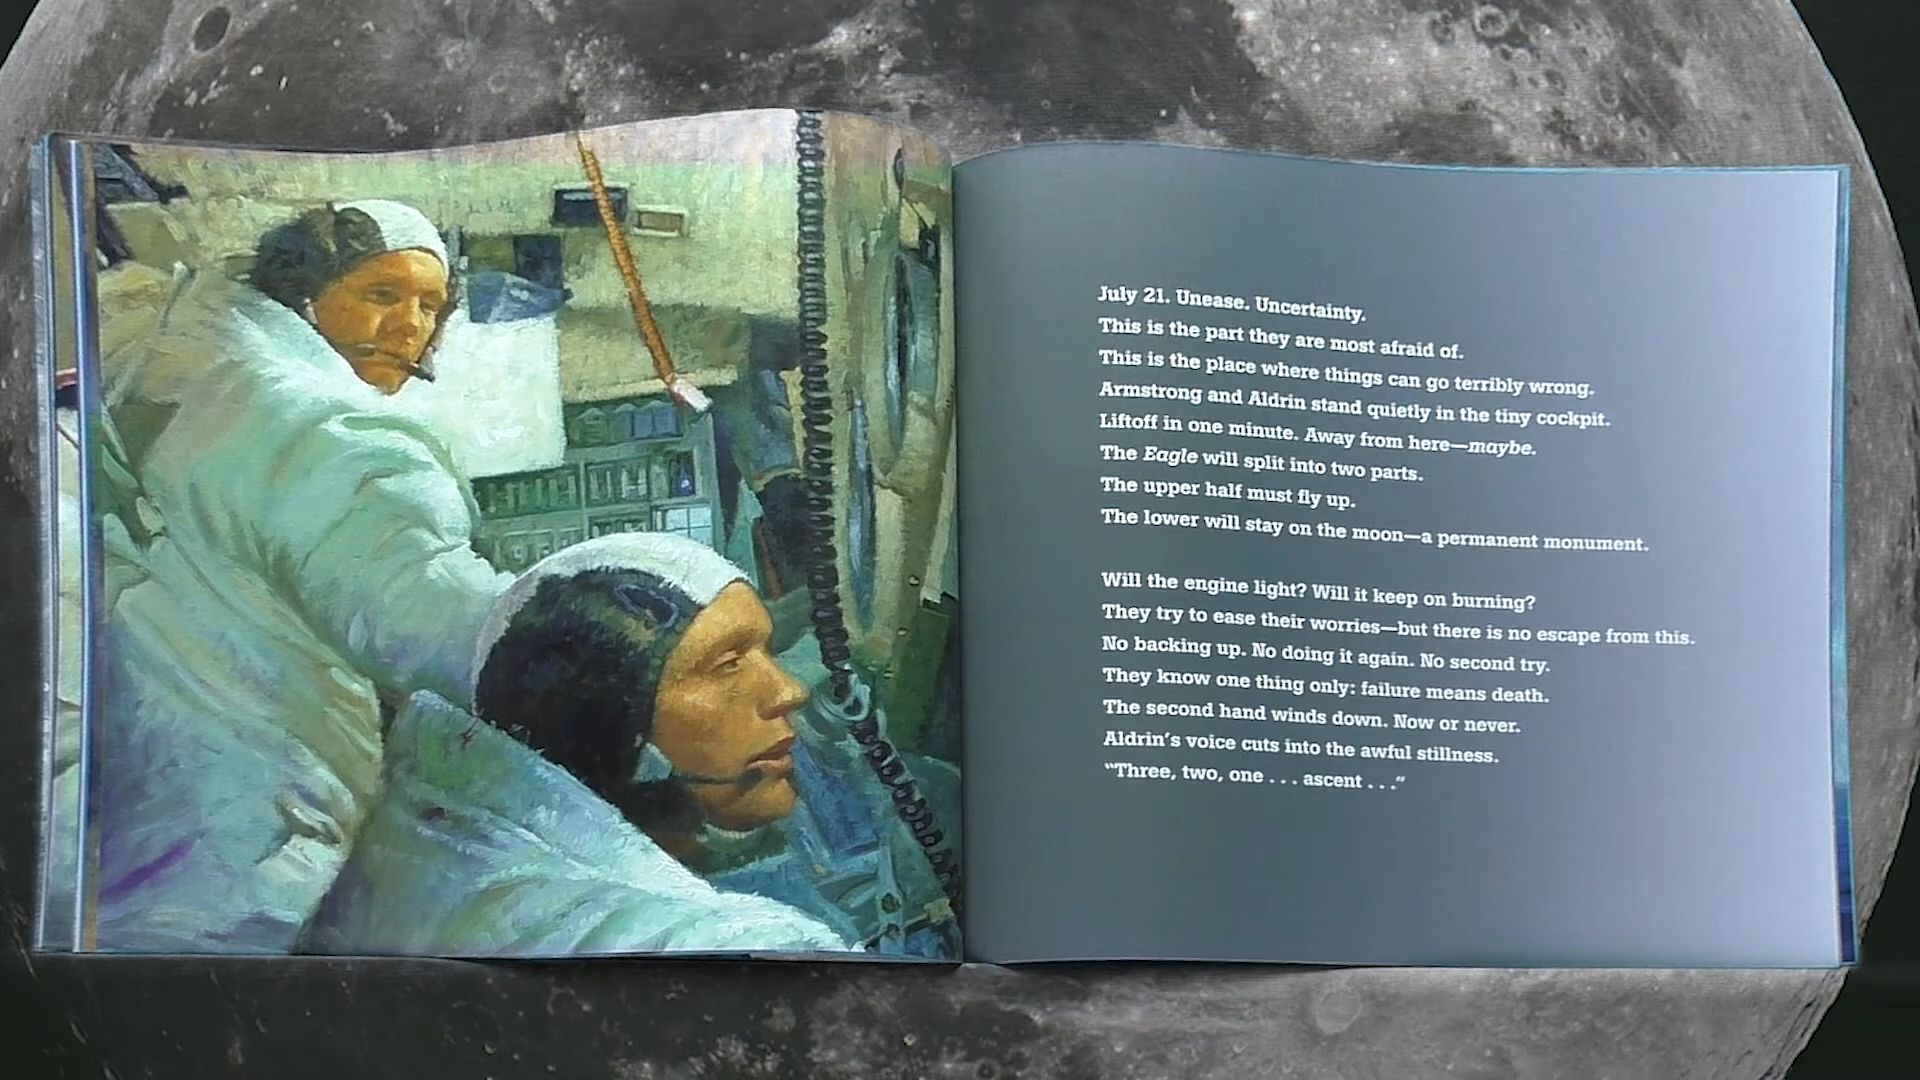 July 21. Unease. Uncertainty.
This is the part they are most afraid of.
This is the place where things can go terribly wrong.
Armstrong and Aldrin stand quietly in the tiny cockpit.
Liftoff in one minute. Away from here—maybe.
The Eagle will split into two parts.
The upper half must fly up.
The lower will stay on the moon—a permanent monument.
Will the engine light? Will it keep on burning?
They try to ease their worries—but there is no escape from this.
No backing up. No doing it again. No second try.
They know one thing only: failure means death.
The second hand winds down. Now or never.
Aldrin's voice cuts into the awful stillness.
“Three, two, one . . . ascent . . .”